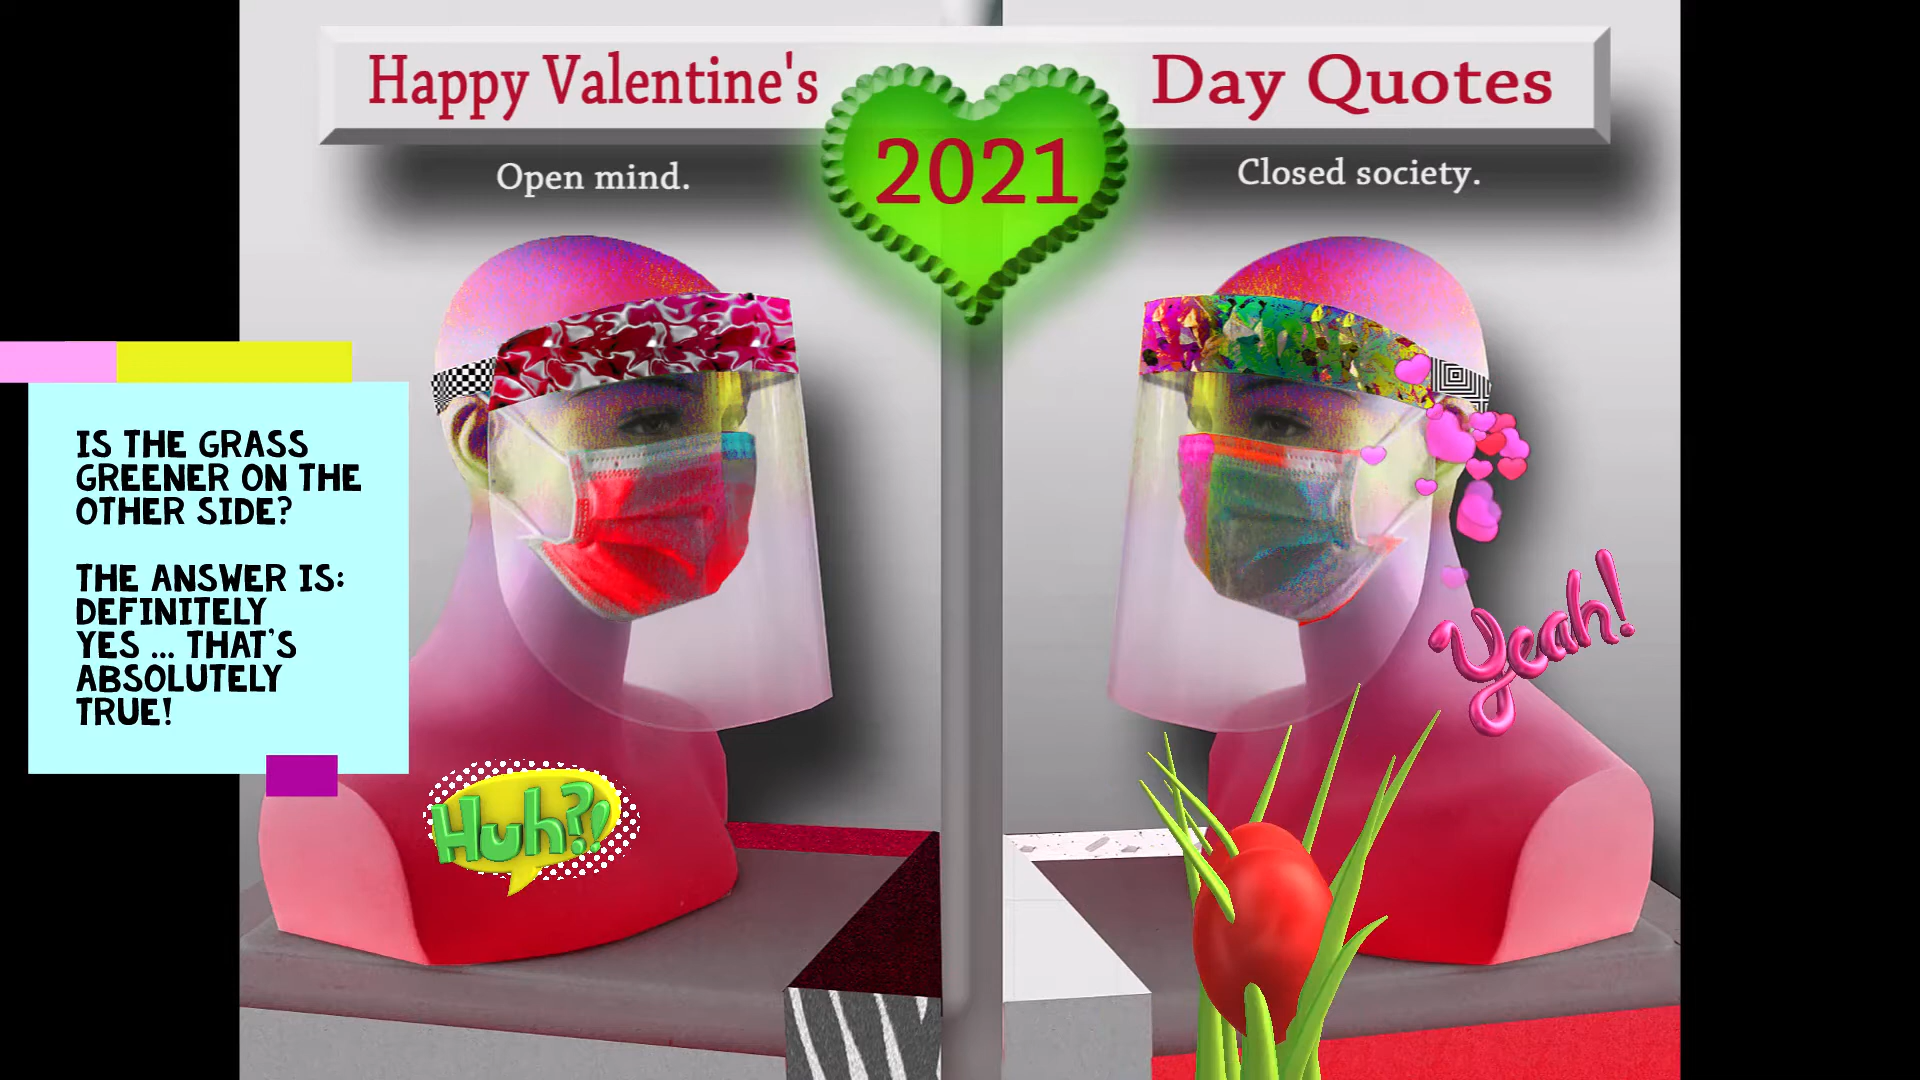 Happy Valentine's
Day Quotes
2021
Open mind.
Closed society.
IS THE GRASS
GREENER ON THE
OTHER SIDE?
THE ANSWER IS:
DEFINITELY
YES ... THAT'S
ABSOLUTELY
TRUE!
Huh?!
Yeah!